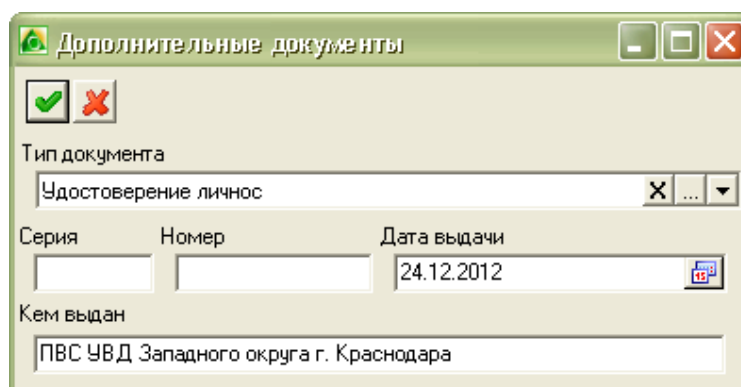 Дополнительные документы
Тип документа
Удостоверение личнос
X ...
Серия Номер Дата выдачи
24.12.2012
15
Кем выдан
ПВС УВД Западного округа г. Краснодара